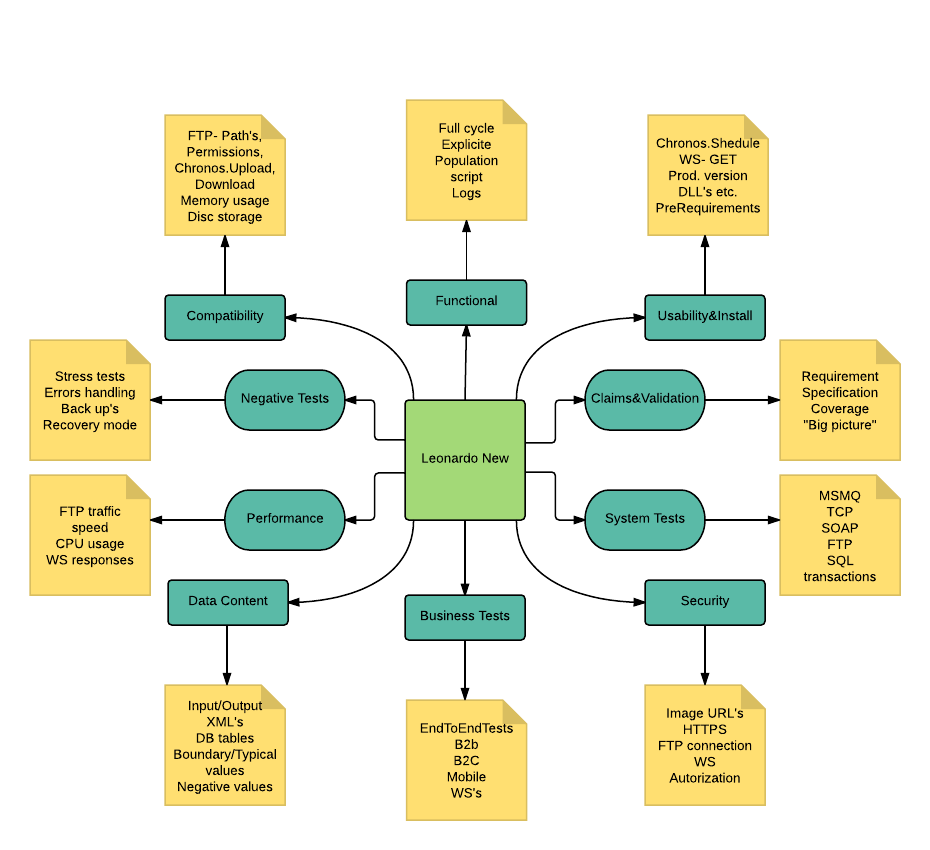 Full cycle
Explicite
Population
script
Logs
FTP- Path's,
Permissions,
Chronos.Upload,
Download
Memory usage
Disc storage
Chronos.Shedule
WS- GET
Prod. version
DLL's etc.
PreRequirements
Compatibility
Functional
Usability&Install
Stress tests
Errors handling
Back up's
Recovery mode
Negative Tests
Claims&Validation
Requirement
Specification
Coverage
"Big picture"
Leonardo New
FTP traffic
speed
CPU usage
WS responses
Performance
System Tests
MSMQ
TCP
SOAP
FTP
SQL
transactions
Data Content
Business Tests
Security
Input/Output
XML's
DB tables
Boundary/Typical
values
Negative values
EndToEndTests
B2b
B2C
Mobile
WS's
Image URL's
HTTPS
FTP connection
WS
Autorization